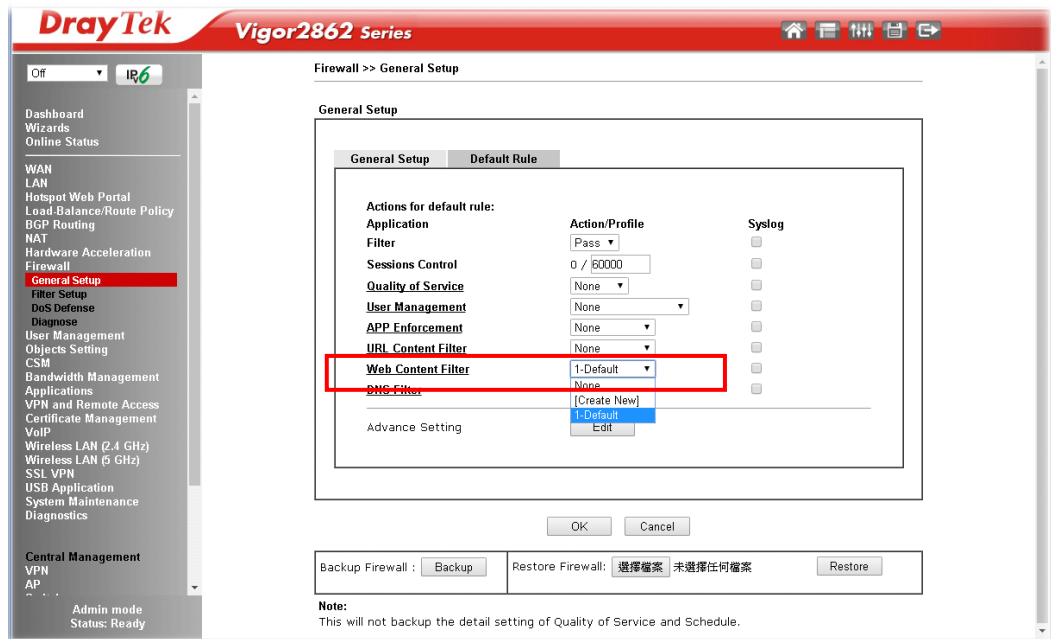 DrayTek
Vigor2862 Series
Off
IPv6
Dashboard
Wizards
Online Status
WAN
LAN
Hotspot Web Portal
Load-Balance/Route Policy
BGP Routing
NAT
Hardware Acceleration
Firewall
General Setup
Filter Setup
DoS Defense
Diagnose
User Management
Objects Setting
CSM
Bandwidth Management
Applications
VPN and Remote Access
Certificate Management
VoIP
Wireless LAN (2.4 GHz)
Wireless LAN (5 GHz)
SSL VPN
USB Application
System Maintenance
Diagnostics
Central Management
VPN
AP
Admin mode
Status: Ready
Firewall >> General Setup
General Setup
General Setup Default Rule
Actions for default rule:
Application Action/Profile Syslog
Filter Pass
Sessions Control 0 / 60000
Quality of Service None
User Management None
APP Enforcement None
URL Content Filter None
Web Content Filter 1-Default
None
[Create New]
1-Default
DNS Filter
Advance Setting Edit
OK Cancel
Backup Firewall : Backup Restore Firewall: 選擇檔案 未選擇任何檔案 Restore
Note:
This will not backup the detail setting of Quality of Service and Schedule.